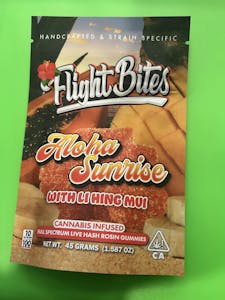 HANDCRAFTED & STRAIN SPECIFIC
Flight Bites
Aloha
Sunrise
WITH LI HING MUI
CANNABIS INFUSED
FULL SPECTRUM LIVE HASH ROSIN GUMMIES
NET WT. 45 GRAMS (1.587 OZ)
CA